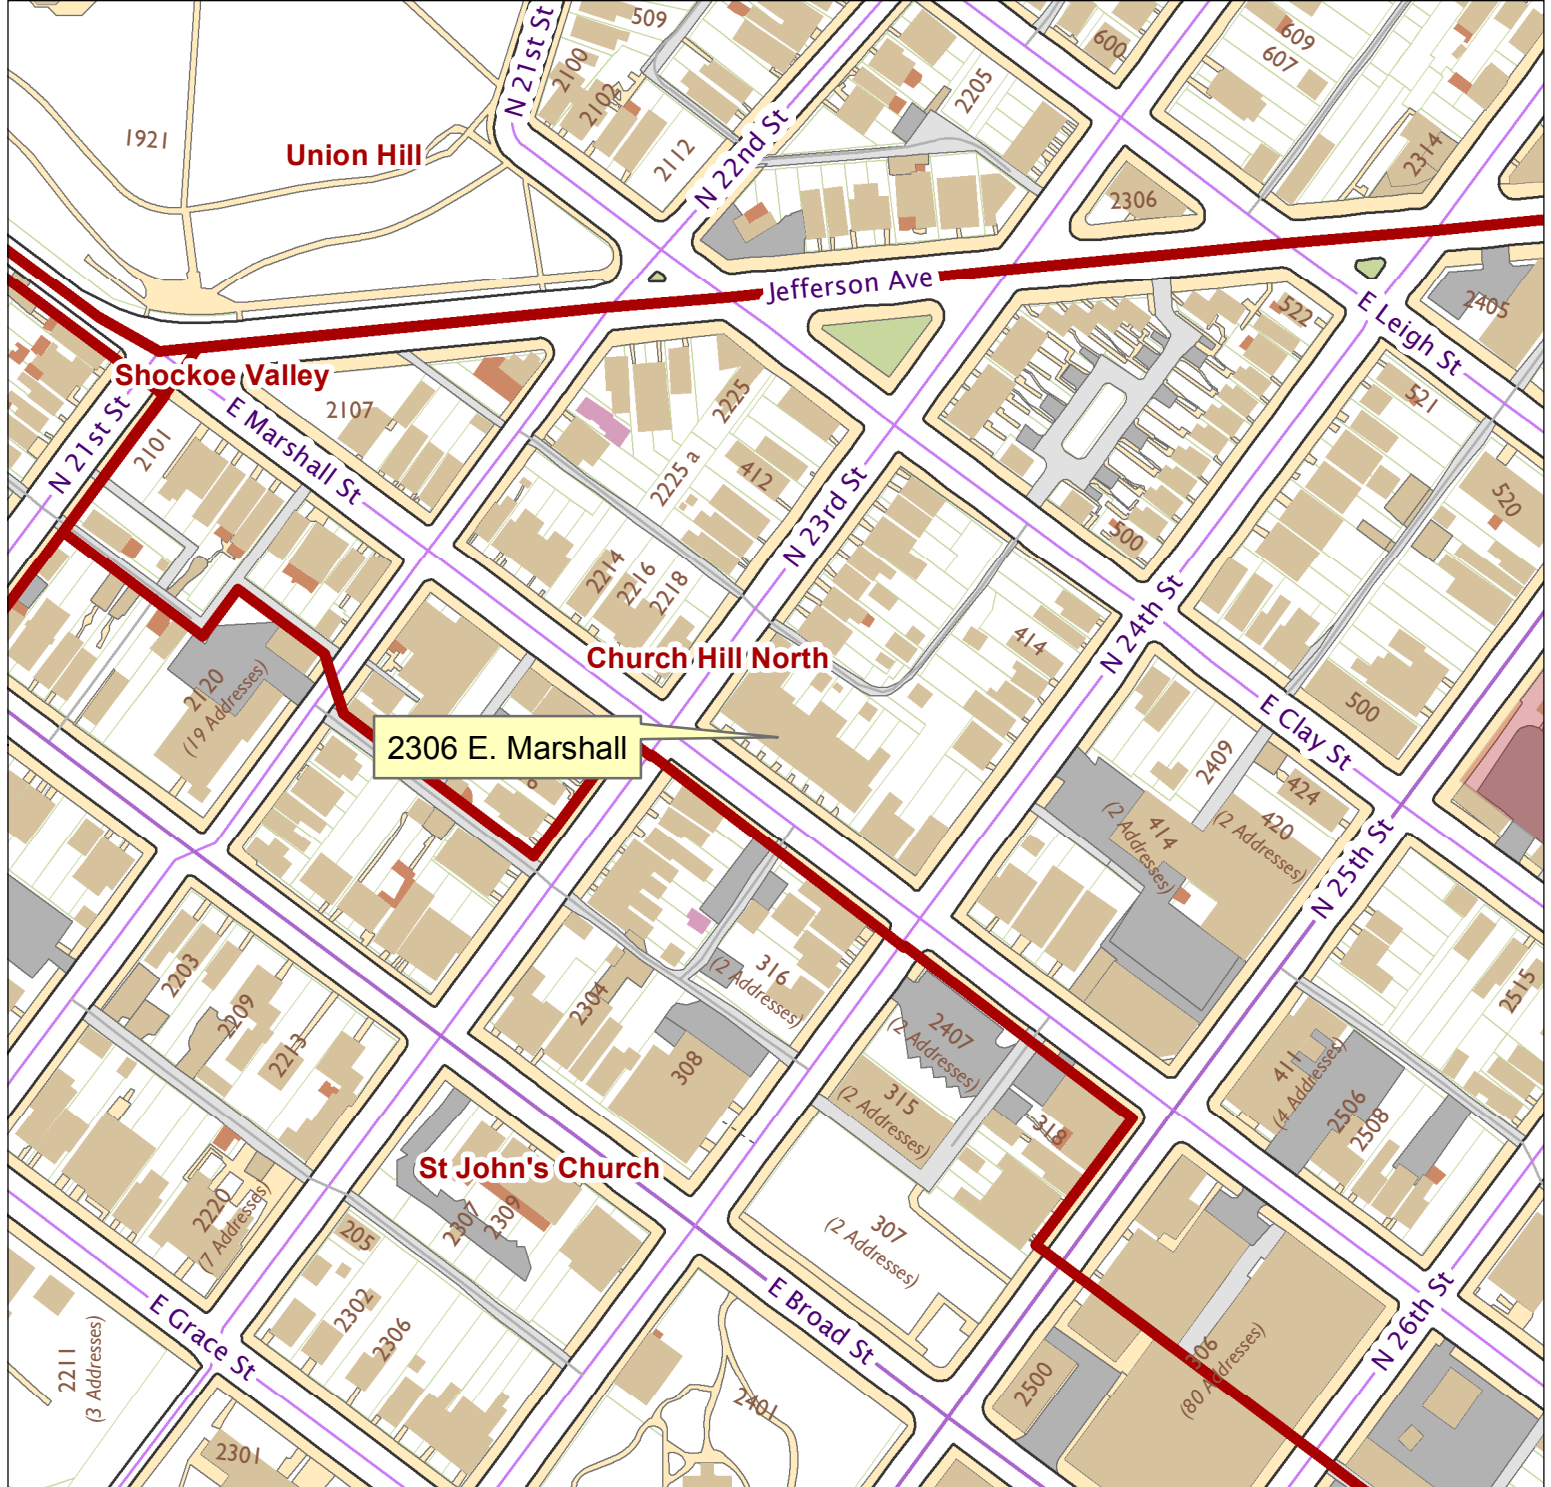 509
N 21st St
2100
2102
2112
600
609
607
2205
2314
1921
Union Hill
N 22nd St
2306
Jefferson Ave
522
2405
E Leigh St
Shockoe Valley
2107
E Marshall St
N 21st St
2101
2225
2225 a
412
521
520
N 23rd St
500
2214
2216
2218
Church Hill North
414
N 24th St
2120
(19 Addresses)
500
E Clay St
2306 E. Marshall
2409
424
420
(2 Addresses)
414
(2 Addresses)
N 25th St
2203
2209
2213
2304
316
(2 Addresses)
308
2407
(2 Addresses)
315
(2 Addresses)
318
2515
411
(4 Addresses)
2506
2508
St John's Church
2307
2309
2220
(7 Addresses)
205
307
(2 Addresses)
E Grace St
2302
2306
E Broad St
N 26th St
306
(80 Addresses)
2500
2211
(3 Addresses)
2401
2301